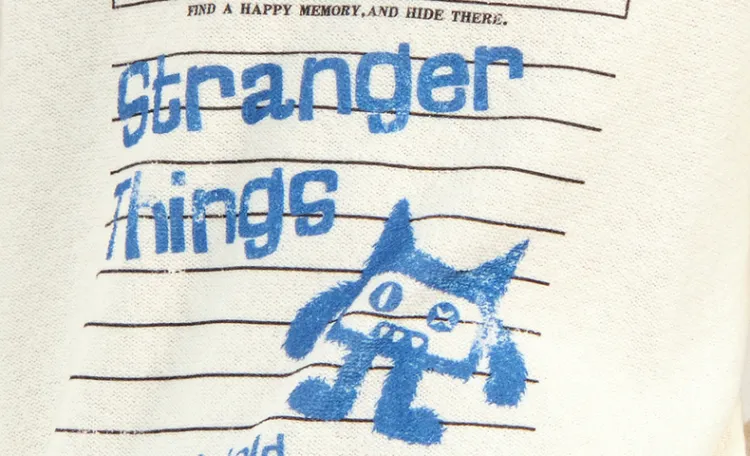 FIND A HAPPY MEMORY,AND HIDE THERE.
Stranger
Things